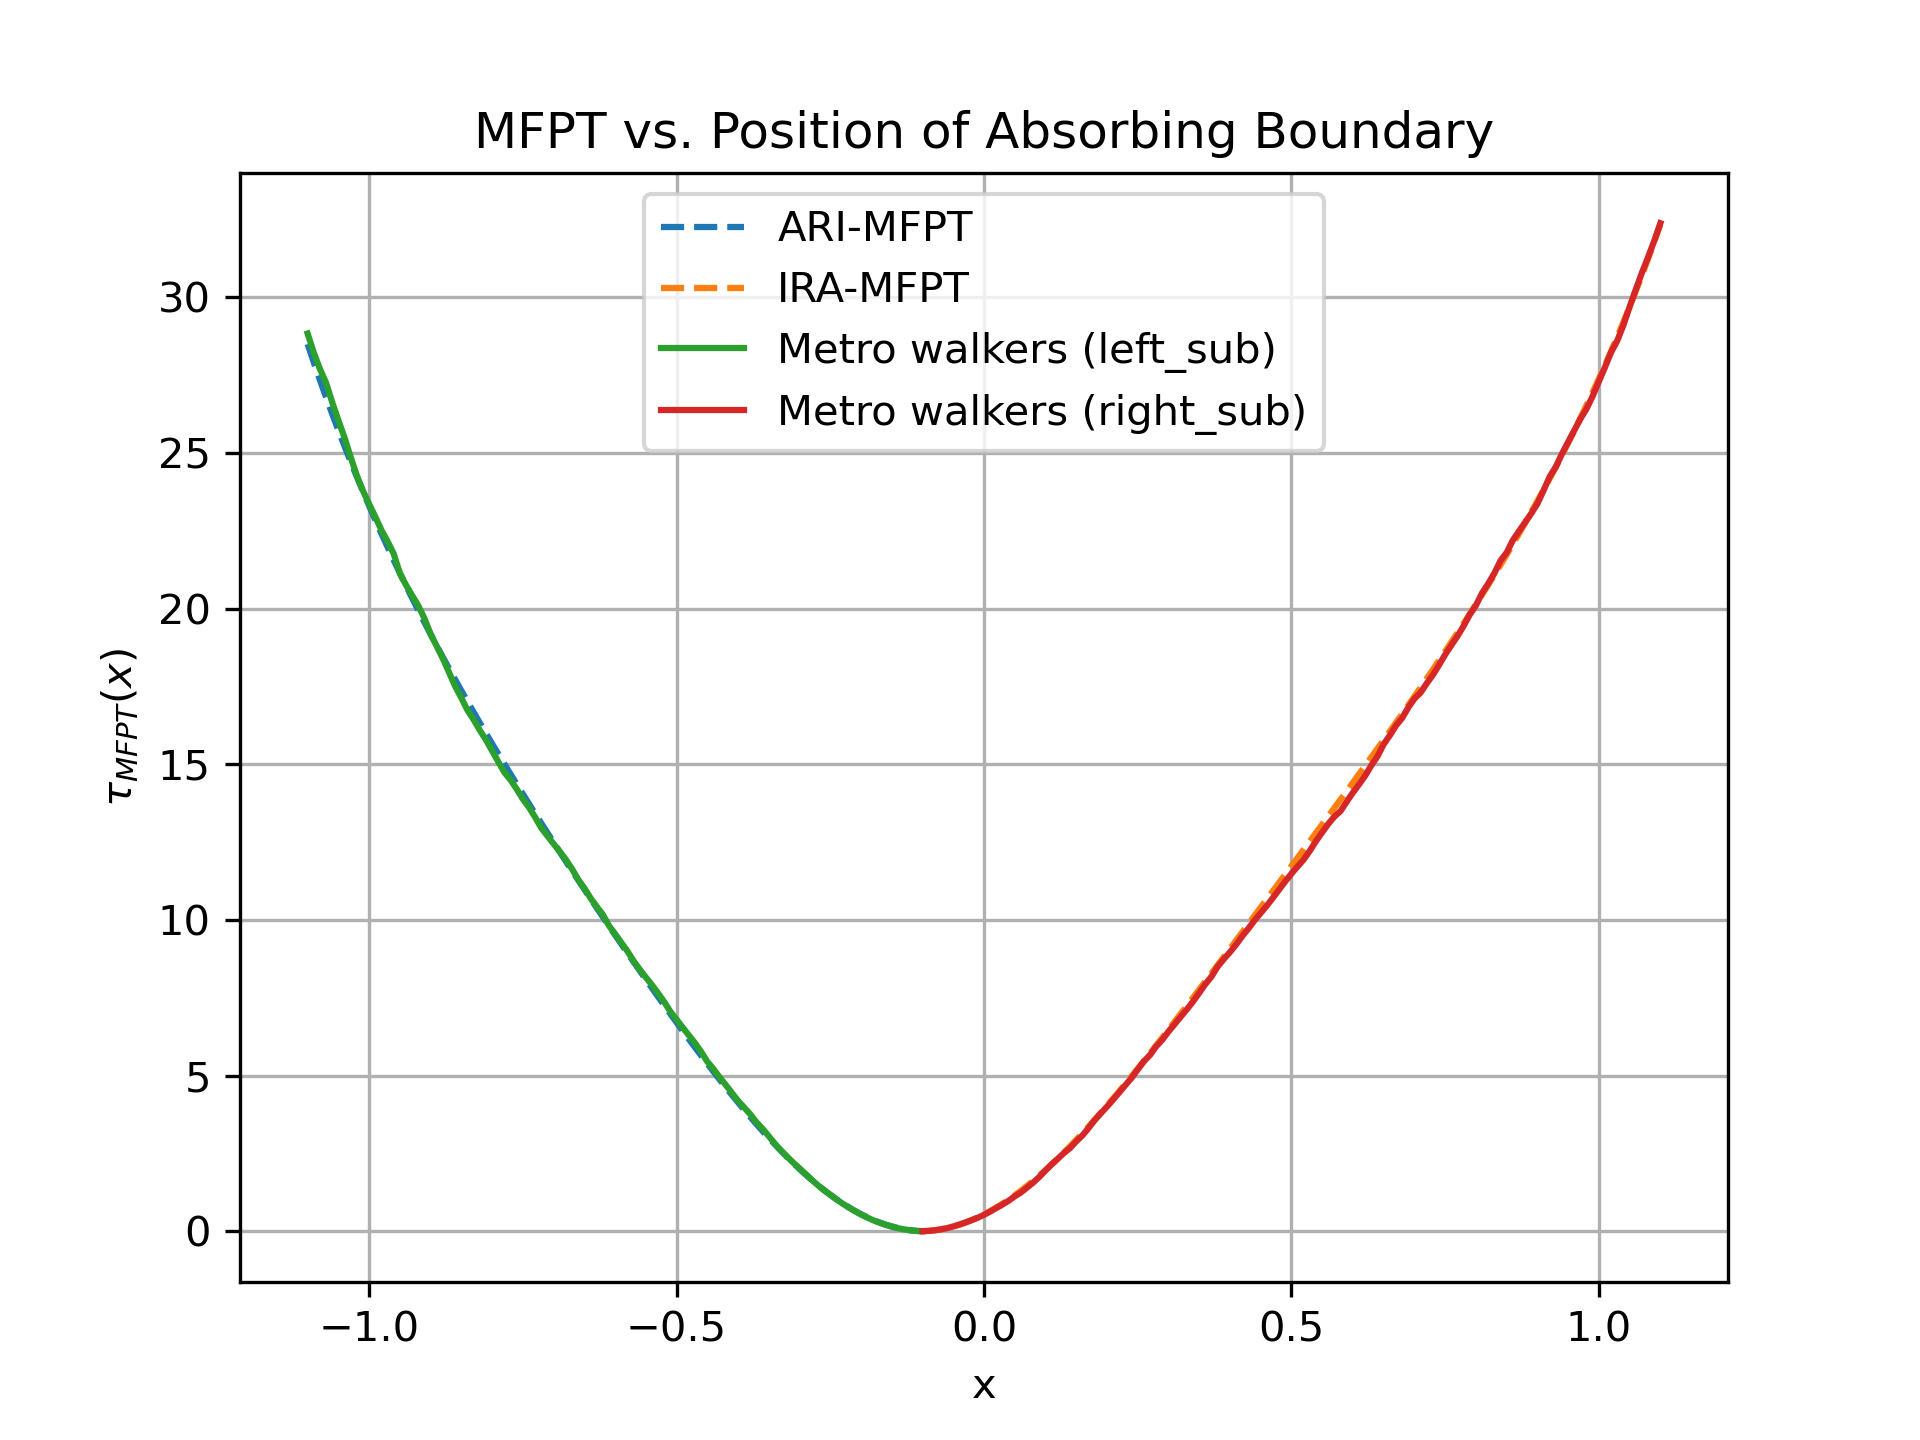 MFPT vs. Position of Absorbing Boundary
ARI-MFPT
IRA-MFPT
Metro walkers (left_sub)
Metro walkers (right_sub)
30
25
20
15
10
5
0
τ_MFPT(x)
−1.0
−0.5
0.0
0.5
1.0
x